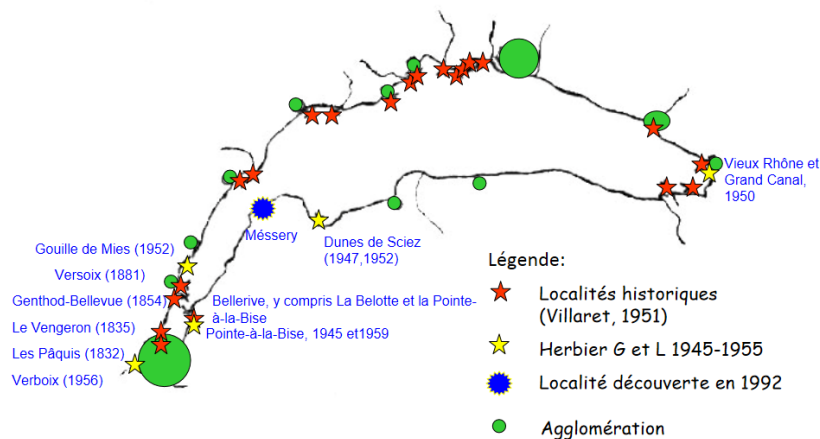 Vieux Rhône et
Grand Canal,
1950
Méssery
Dunes de Sciez
(1947,1952)
Gouille de Mies (1952)
Versoix (1881)
Genthod-Bellevue (1854)
Le Vengeron (1835)
Les Pâquis (1832)
Verboix (1956)
Bellerive, y compris La Belotte et la Pointe-
à-la-Bise
Pointe-à-la-Bise, 1945 et1959
Légende:
Localités historiques
(Villaret, 1951)
Herbier G et L 1945-1955
Localité découverte en 1992
Agglomération